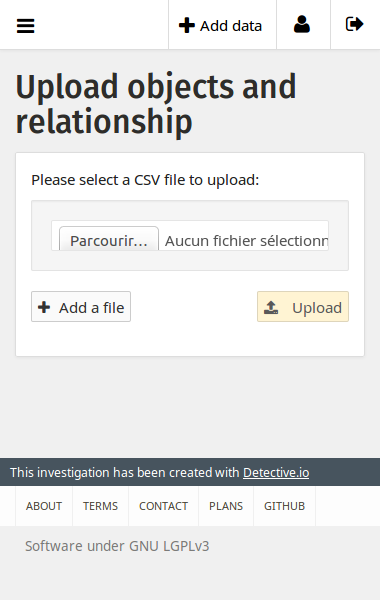 Add data
Upload objects and
relationship
Please select a CSV file to upload:
Parcourir... Aucun fichier sélectionn
Add a file
Upload
This investigation has been created with Detective.io
ABOUT
TERMS
CONTACT
PLANS
GITHUB
Software under GNU LGPLv3